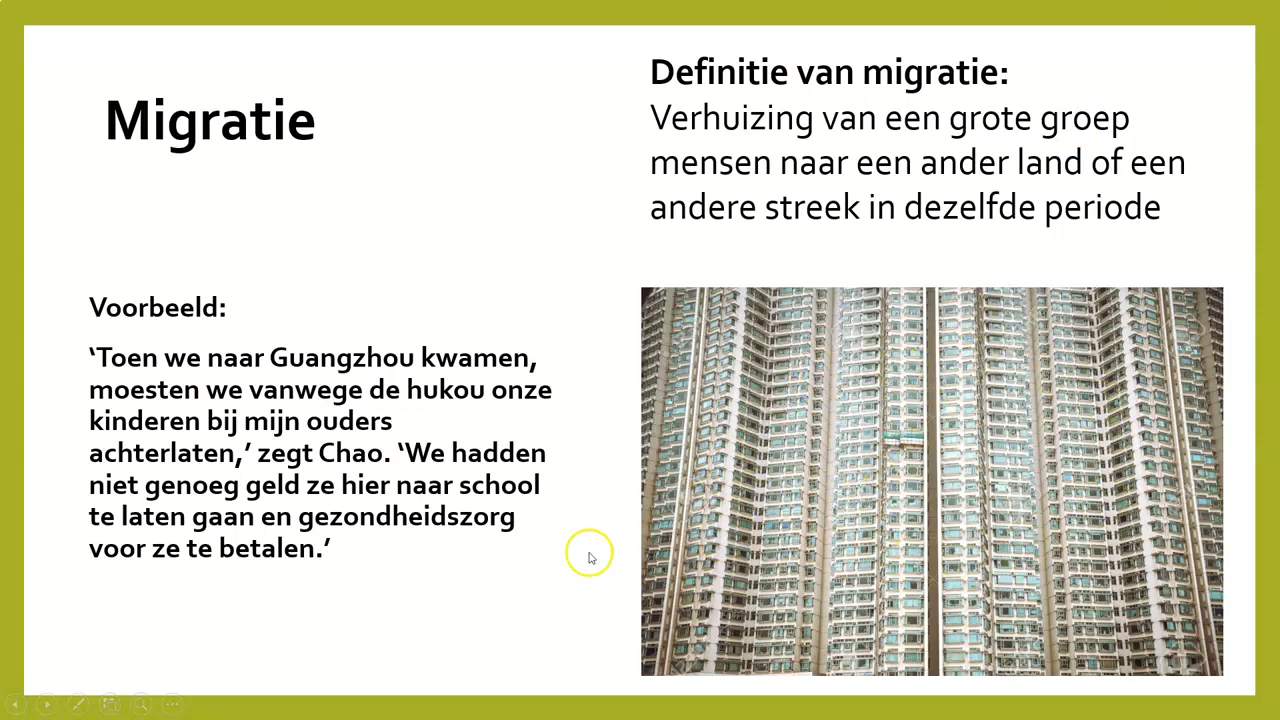 Migratie
Definitie van migratie:
Verhuizing van een grote groep
mensen naar een ander land of een
andere streek in dezelfde periode
Voorbeeld:
‘Toen we naar Guangzhou kwamen,
moesten we vanwege de hukou onze
kinderen bij mijn ouders
achterlaten,’ zegt Chao. ‘We hadden
niet genoeg geld ze hier naar school
te laten gaan en gezondheidszorg
voor ze te betalen.’